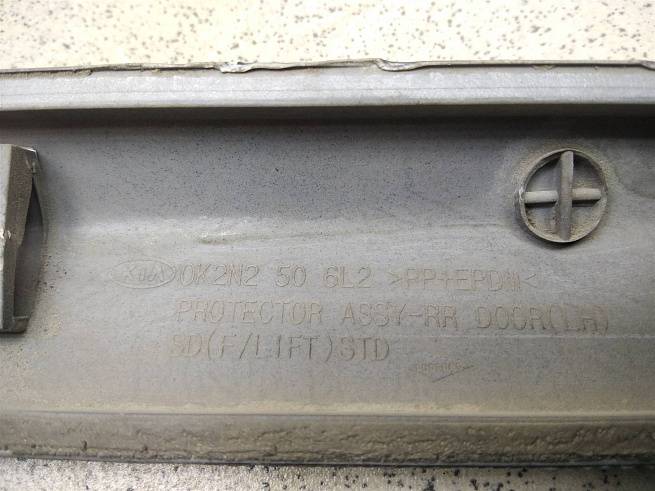 KIA 0K2N2 50 6L2 >PP+EPDM<
PROTECTOR ASSY-RR DOOR(LH)
SD(F/LIFT)STD